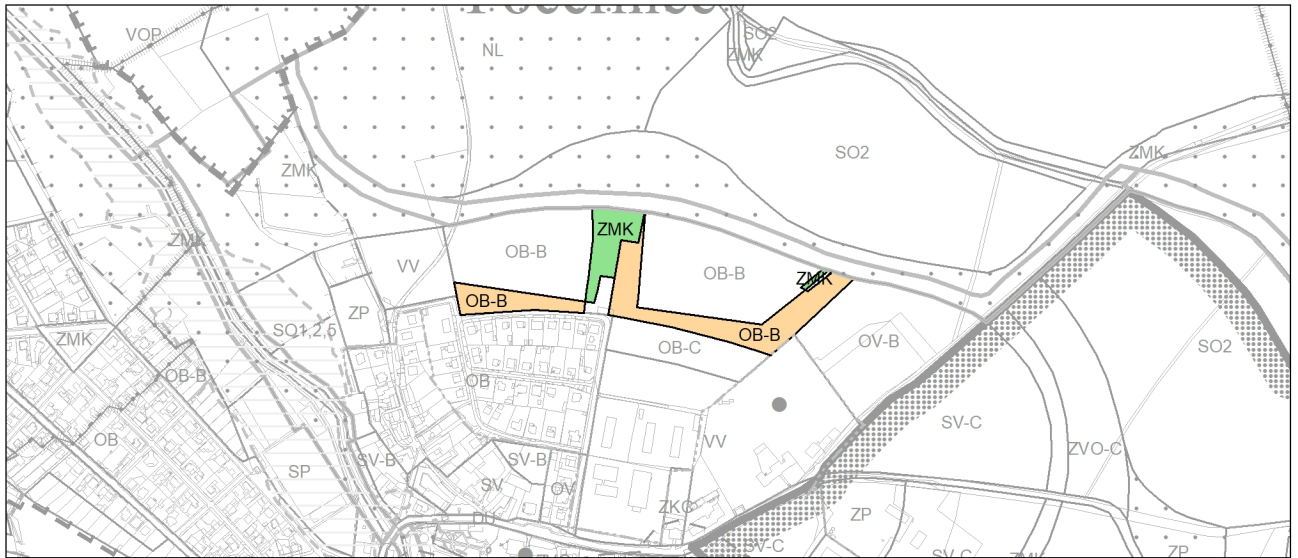 VOP
NL
SO3
ZMK
SO2
ZMK
ZMK
ZMK
ZMK
OB-B
OB-B
VV
ZMK
OB-B
ZP
SO1,2,5
OB-B
OV-B
SO2
ZMK
OB-C
OB-B
OB
OB
SV-C
VV
ZVO-C
SP
SV-B
SV-B
SV
OV
ZKC
ZP
SV-C
SV-C
ZMK
ZP